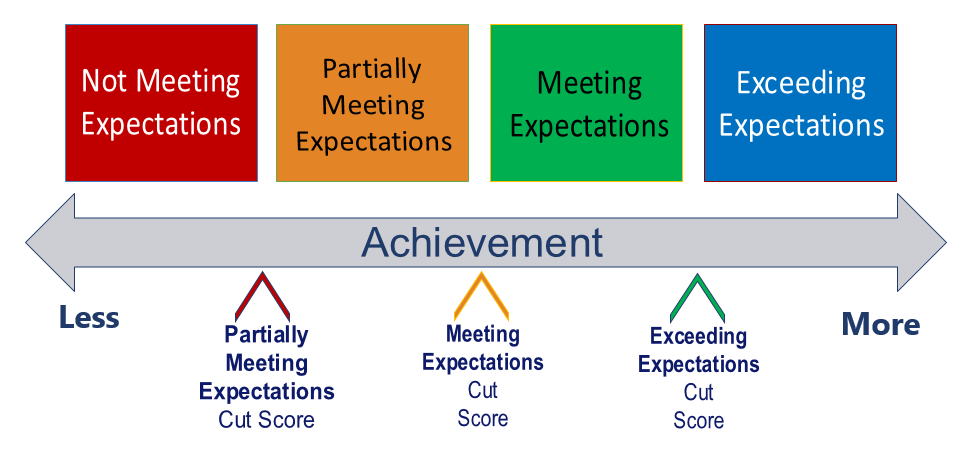 Not Meeting
Expectations
Partially
Meeting
Expectations
Meeting
Expectations
Exceeding
Expectations
Achievement
Less
More
Partially
Meeting
Expectations
Cut Score
Meeting
Expectations
Cut
Score
Exceeding
Expectations
Cut
Score